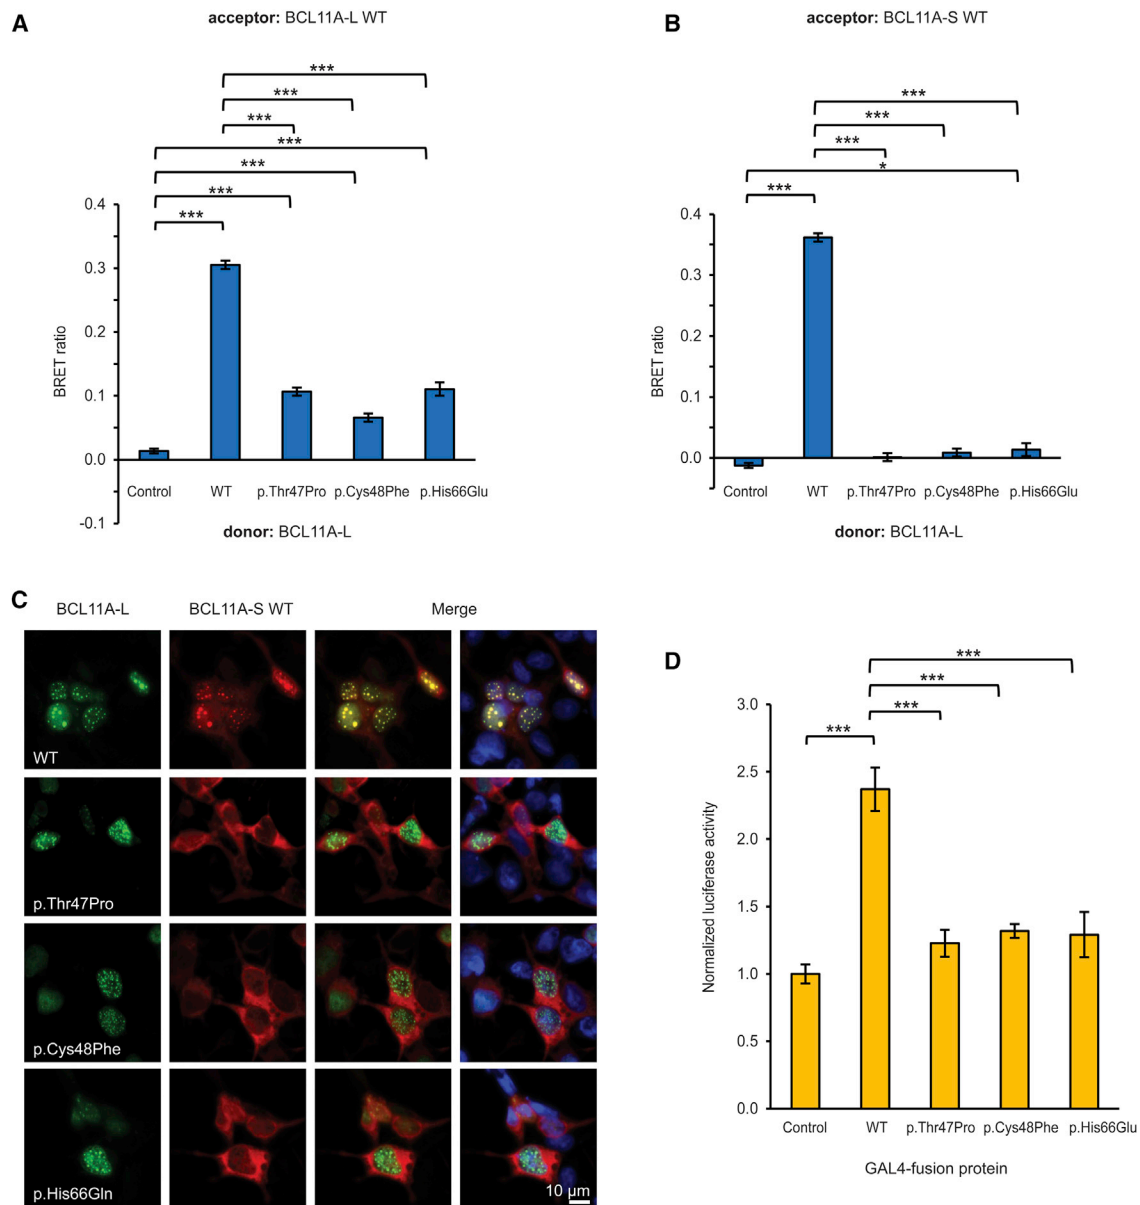 A
acceptor: BCL11A-L WT
***
***
***
***
***
***
***
0.4
0.3
0.2
0.1
0.0
-0.1
BRET ratio
Control WT p.Thr47Pro p.Cys48Phe p.His66Glu
donor: BCL11A-L
B
acceptor: BCL11A-S WT
***
***
***
*
***
0.4
0.3
0.2
0.1
0.0
BRET ratio
Control WT p.Thr47Pro p.Cys48Phe p.His66Glu
donor: BCL11A-L
C
BCL11A-L BCL11A-S WT Merge
WT
p.Thr47Pro
p.Cys48Phe
p.His66Gln
10 µm
D
***
***
***
***
3.0
2.5
2.0
1.5
1.0
0.0
Normalized luciferase activity
Control WT p.Thr47Pro p.Cys48Phe p.His66Glu
GAL4-fusion protein